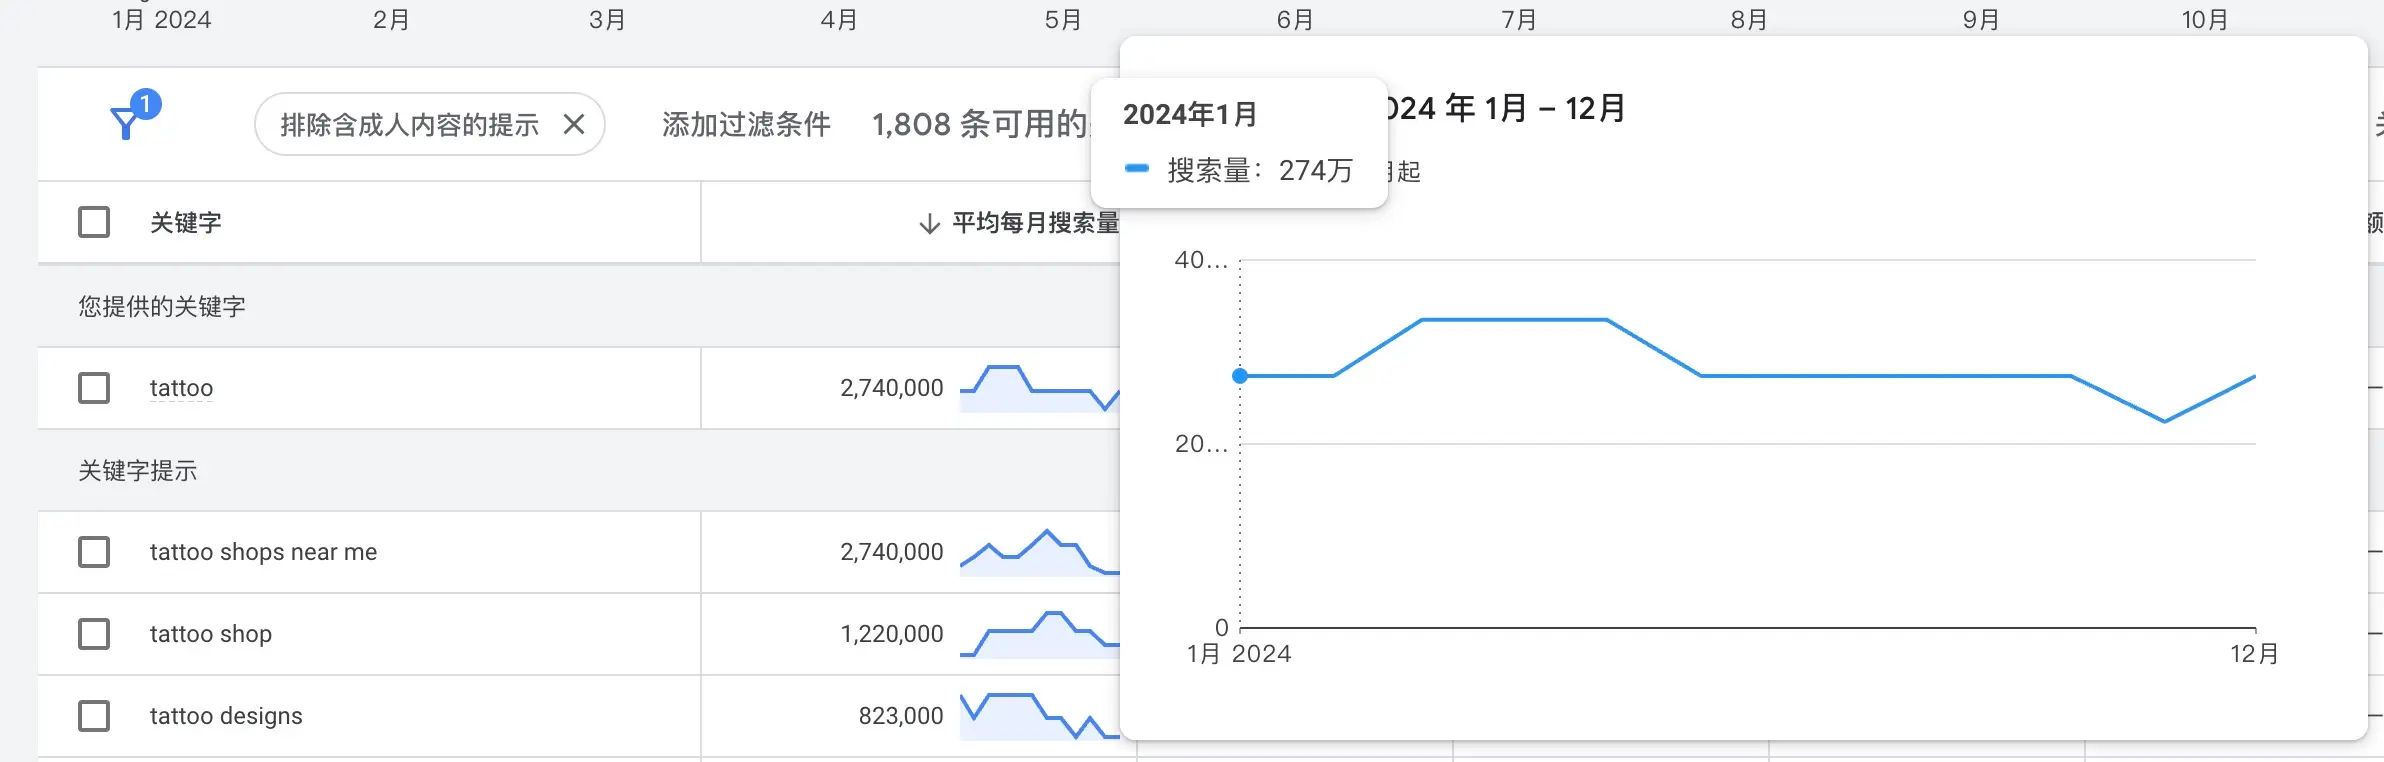 1月 2024 2月 3月 4月 5月 6月 7月 8月 9月 10月
1
排除含成人内容的提示 添加过滤条件 1,808 条可用的
2024年1月
搜索量: 274万
024 年 1月 – 12月
月起
关键字 平均每月搜索量
您提供的关键字
tattoo 2,740,000
关键字提示
tattoo shops near me 2,740,000
tattoo shop 1,220,000
tattoo designs 823,000
40...
20...
0
1月 2024 12月
额